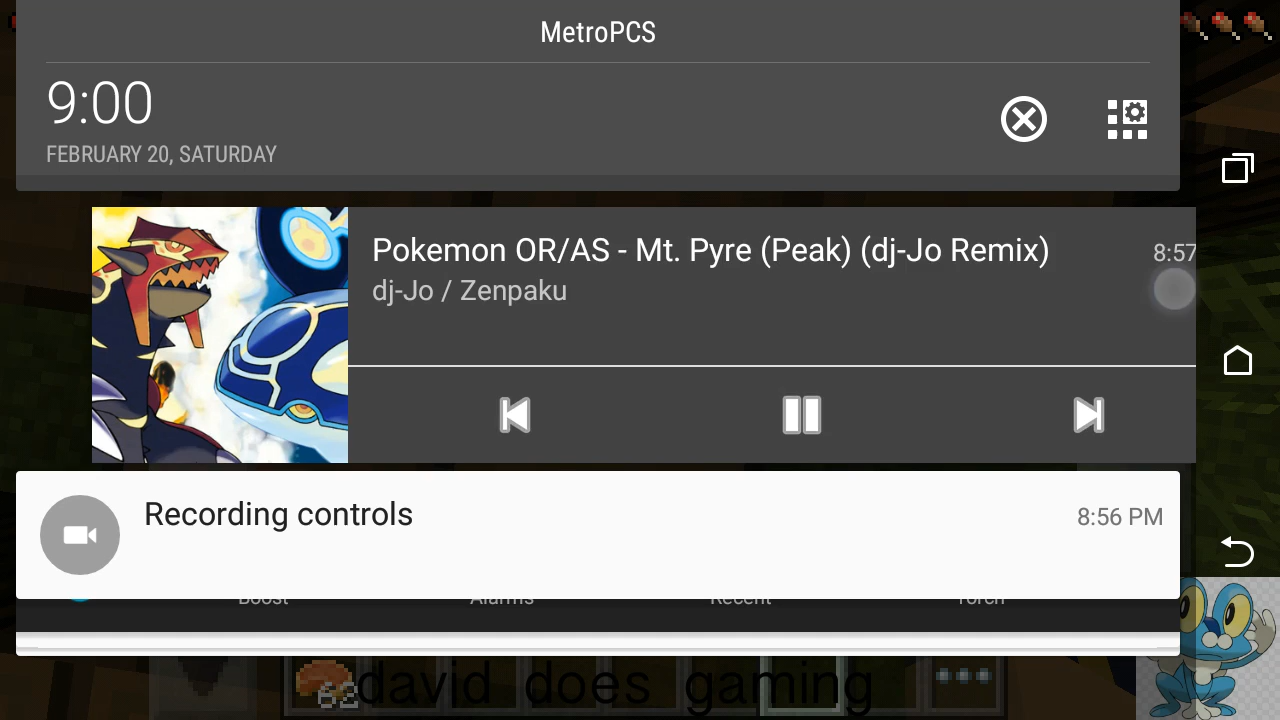 MetroPCS
9:00
FEBRUARY 20, SATURDAY
Pokemon OR/AS - Mt. Pyre (Peak) (dj-Jo Remix)
8:57
dj-Jo / Zenpaku
Recording controls
8:56 PM
Boost Alarms Recent Torch
62
david does gaming